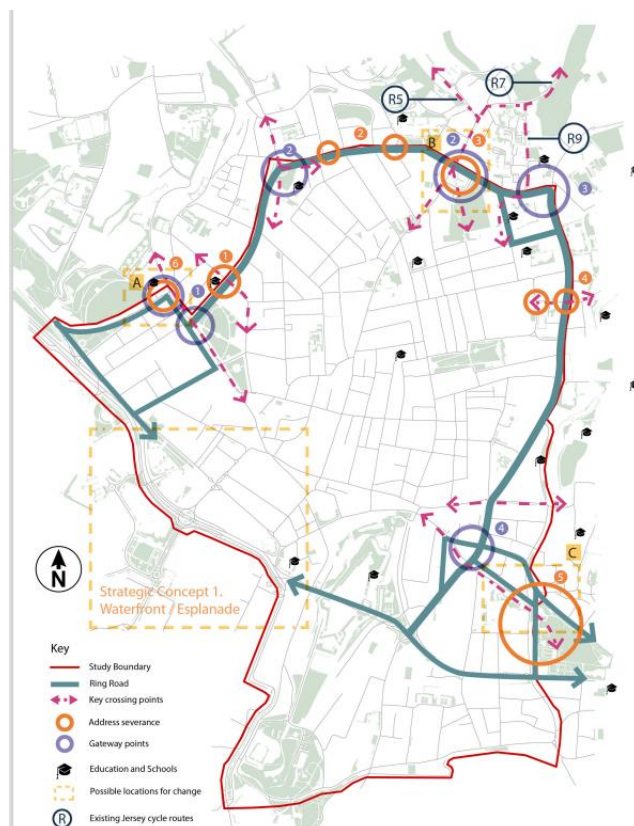 R5
R7
R9
2
2
B
2
3
3
1
A
6
1
4
4
C
5
N
Strategic Concept 1.
Waterfront / Esplanade
Key
Study Boundary
Ring Road
Key crossing points
Address severance
Gateway points
Education and Schools
Possible locations for change
R
Existing Jersey cycle routes